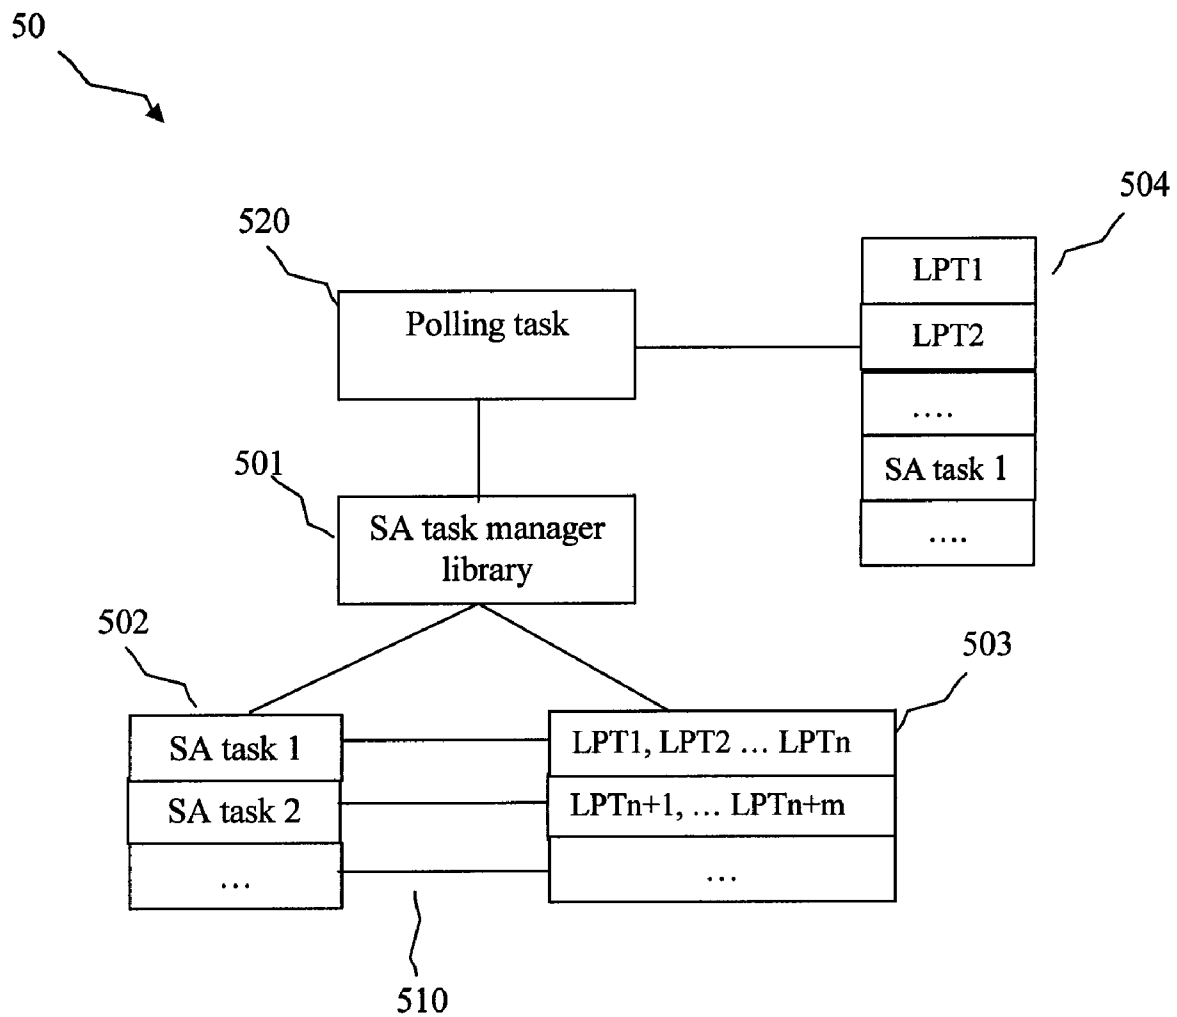 50
504
520
LPT1
Polling task
LPT2
....
501
SA task 1
SA task manager
library
....
502
503
SA task 1
LPT1, LPT2 ... LPTn
SA task 2
LPTn+1, ... LPTn+m
...
...
510